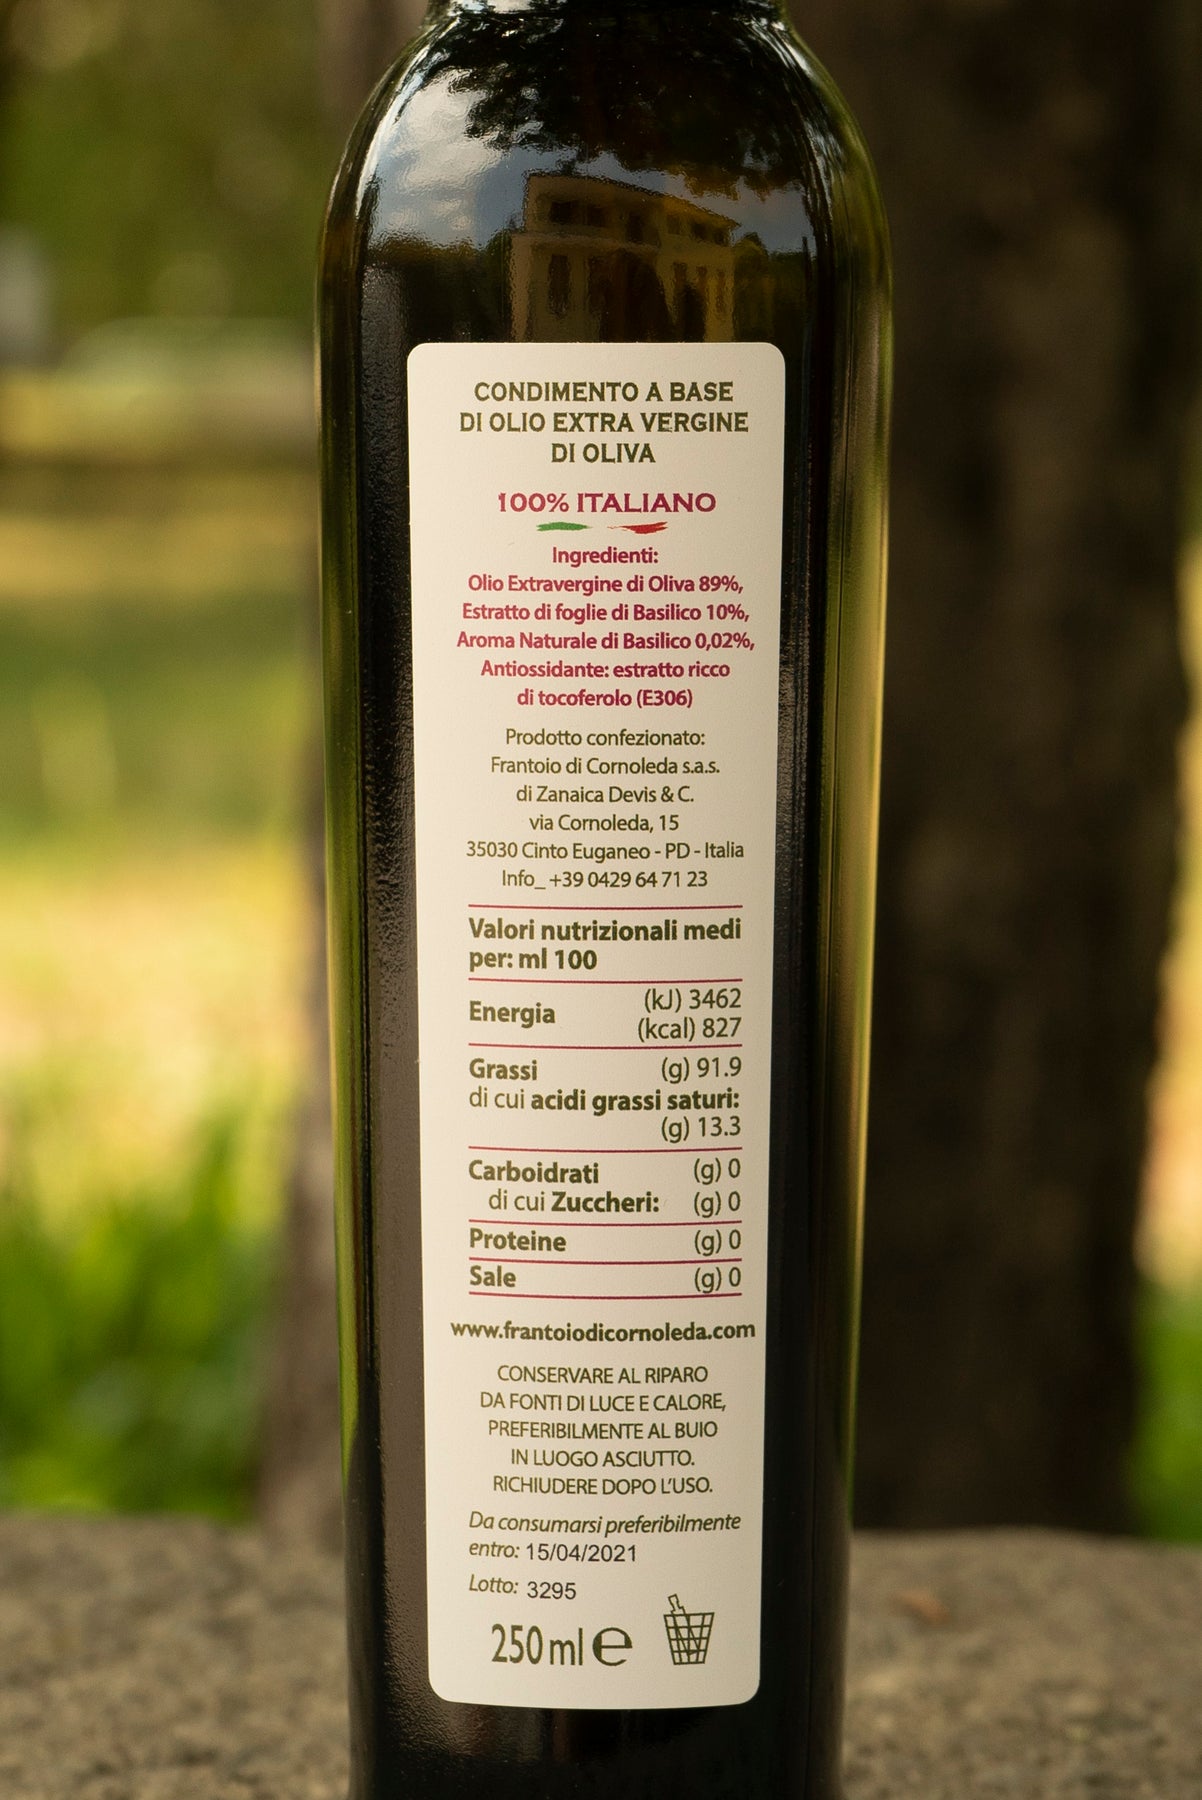 CONDIMENTO A BASE
DI OLIO EXTRA VERGINE
DI OLIVA
100% ITALIANO
Ingredienti:
Olio Extravergine di Oliva 89%,
Estratto di foglie di Basilico 10%,
Aroma Naturale di Basilico 0,02%,
Antiossidante: estratto ricco
di tocoferolo (E306)
Prodotto confezionato:
Frantoio di Cornoleda s.a.s.
di Zanaica Devis & C.
via Cornoleda, 15
35030 Cinto Euganeo - PD - Italia
Info_ +39 0429 64 71 23
Valori nutrizionali medi
per: ml 100
Energia (kJ) 3462
(kcal) 827
Grassi (g) 91.9
di cui acidi grassi saturi:
(g) 13.3
Carboidrati (g) 0
di cui Zuccheri: (g) 0
Proteine (g) 0
Sale (g) 0
www.frantoiodicornoleda.com
CONSERVARE AL RIPARO
DA FONTI DI LUCE E CALORE,
PREFERIBILMENTE AL BUIO
IN LUOGO ASCIUTTO.
RICHIUDERE DOPO L'USO.
Da consumarsi preferibilmente
entro: 15/04/2021
Lotto: 3295
250 ml e